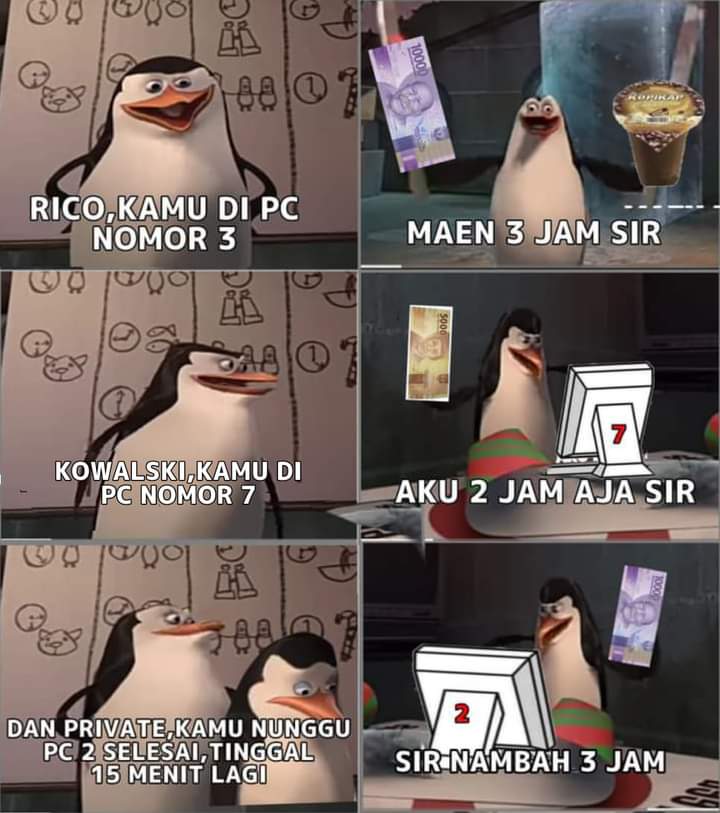 RICO,KAMU DI PC
NOMOR 3
10000
KOPIKAP
MAEN 3 JAM SIR
KOWALSKI,KAMU DI
PC NOMOR 7
5000
7
AKU 2 JAM AJA SIR
DAN PRIVATE,KAMU NUNGGU
PC 2 SELESAI,TINGGAL
15 MENIT LAGI
10000
2
SIR NAMBAH 3 JAM